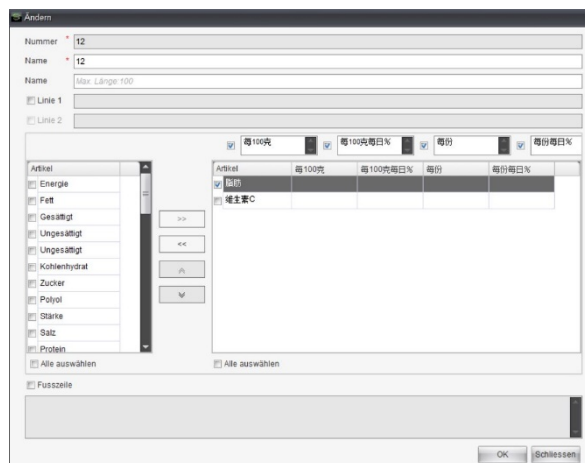 Ändern
Nummer * 12
Name * 12
Name Max. Länge:100
Linie 1
Linie 2
每100克 每100克每日% 每份 每份每日%
Artikel
Energie
Fett
Gesättigt
Ungesättigt
Ungesättigt
Kohlenhydrat
Zucker
Polyol
Stärke
Salz
Protein
Alle auswählen
>>
<<
Artikel 每100克 每100克每日% 每份 每份每日%
脂肪
维生素C
Alle auswählen
Fusszeile
OK Schliessen